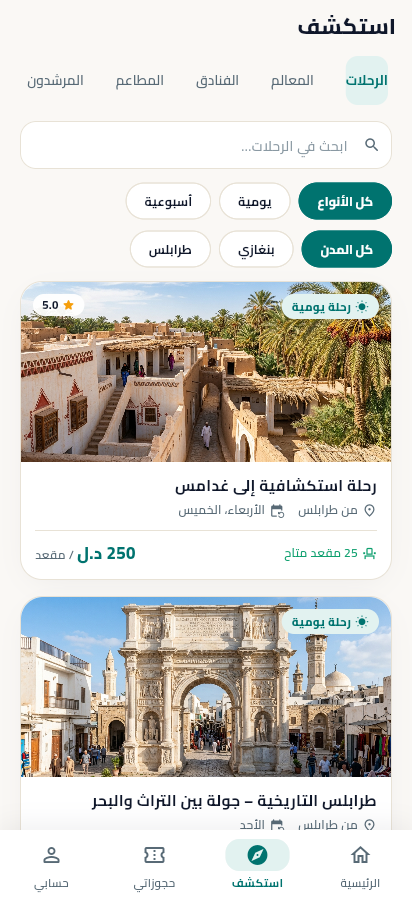 استكشف
الرحلات المعالم الفنادق المطاعم المرشدون
ابحث في الرحلات...
كل الأنواع يومية أسبوعية
كل المدن بنغازي طرابلس
رحلة يومية 5.0
رحلة استكشافية إلى غدامس
من طرابلس الأربعاء، الخميس
25 مقعد متاح 250 د.ل / مقعد
رحلة يومية
طرابلس التاريخية – جولة بين التراث والبحر
من طرابلس الأحد
الرئيسية استكشف حجوزاتي حسابي